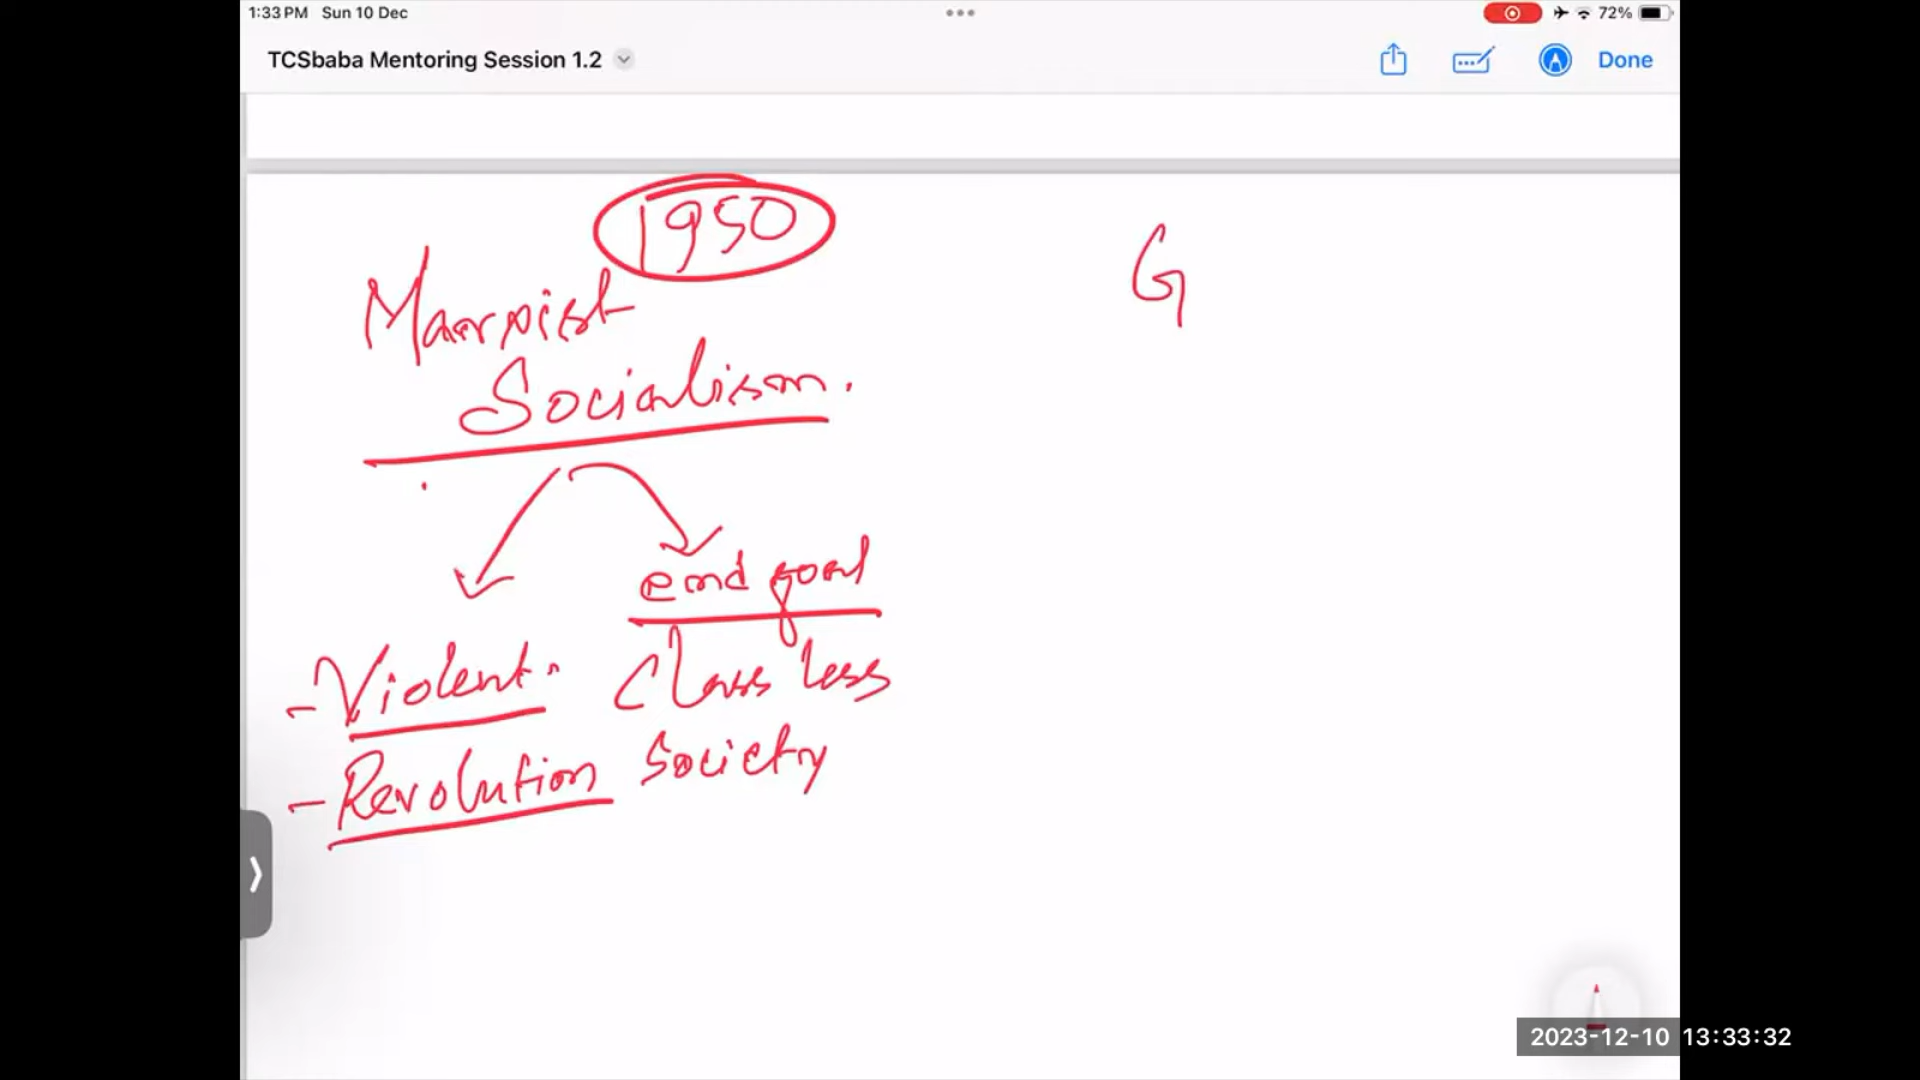 1:33 PM Sun 10 Dec
72%
TCSbaba Mentoring Session 1.2
Done
1950
Marxist
Socialism.
end goal
- Violent.
Class less
- Revolution
Society
G
2023-12-10 13:33:32